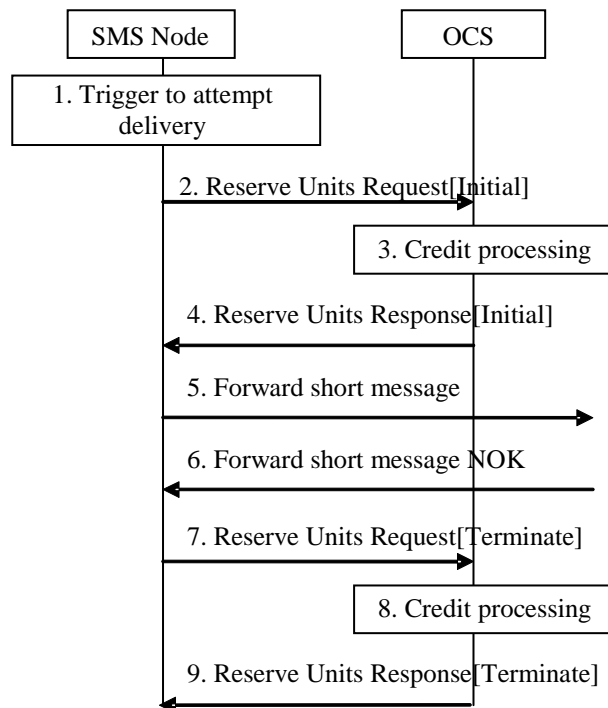 SMS Node
OCS
1. Trigger to attempt
delivery
2. Reserve Units Request[Initial]
3. Credit processing
4. Reserve Units Response[Initial]
5. Forward short message
6. Forward short message NOK
7. Reserve Units Request[Terminate]
8. Credit processing
9. Reserve Units Response[Terminate]